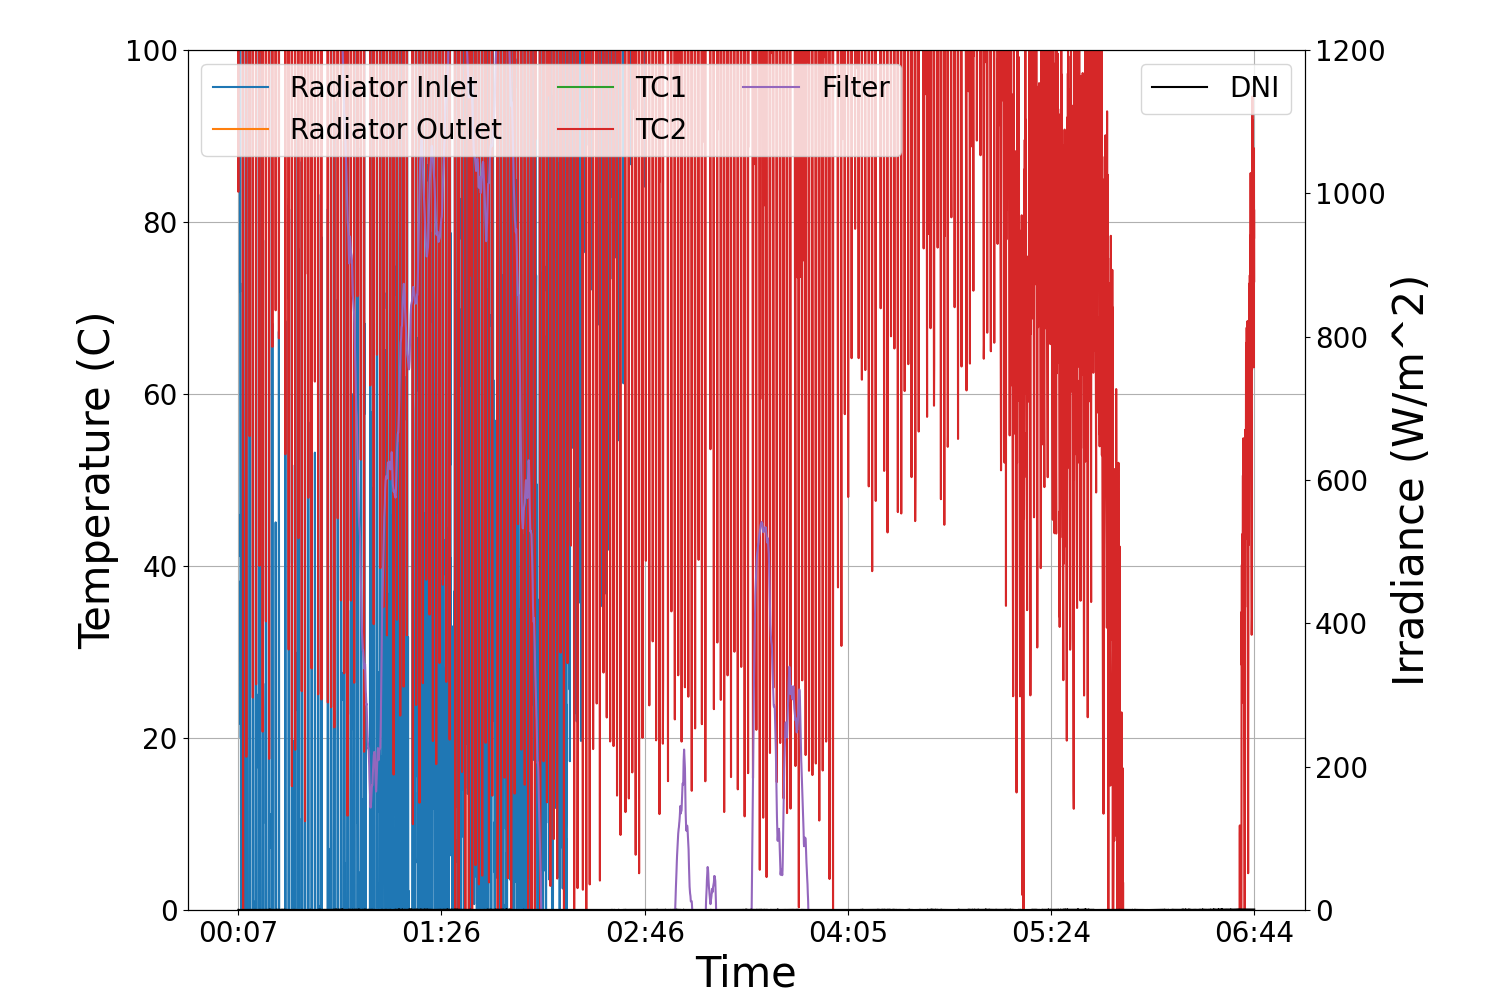 100
80
60
40
20
0
Temperature (C)
Radiator Inlet
Radiator Outlet
TC1
TC2
Filter
DNI
1200
1000
800
600
400
200
0
Irradiance (W/m^2)
00:07
01:26
02:46
04:05
05:24
06:44
Time